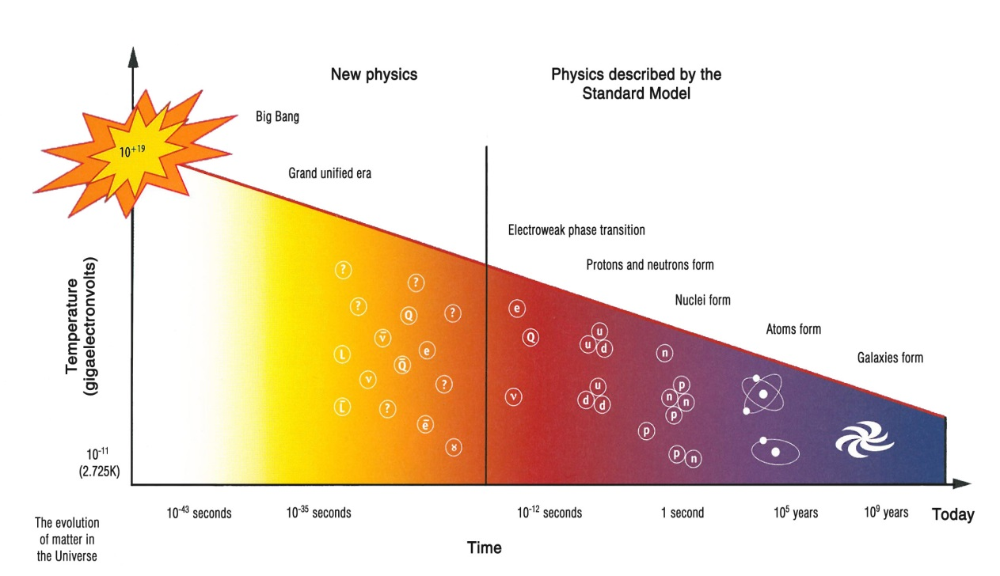 New physics
Physics described by the
Standard Model
Big Bang
10⁺¹⁹
Grand unified era
Electroweak phase transition
Protons and neutrons form
Nuclei form
Atoms form
Galaxies form
Temperature
(gigaelectronvolts)
? ? ? Q ? ν̅ L e Q̅ ν ? L̅ ? e̅ 8
e Q ν
u u d
u d d
n
p n n p
p
p n
10⁻¹¹
(2.725K)
10⁻⁴³ seconds
10⁻³⁵ seconds
10⁻¹² seconds
1 second
10⁵ years
10⁹ years
Today
Time
The evolution
of matter in
the Universe